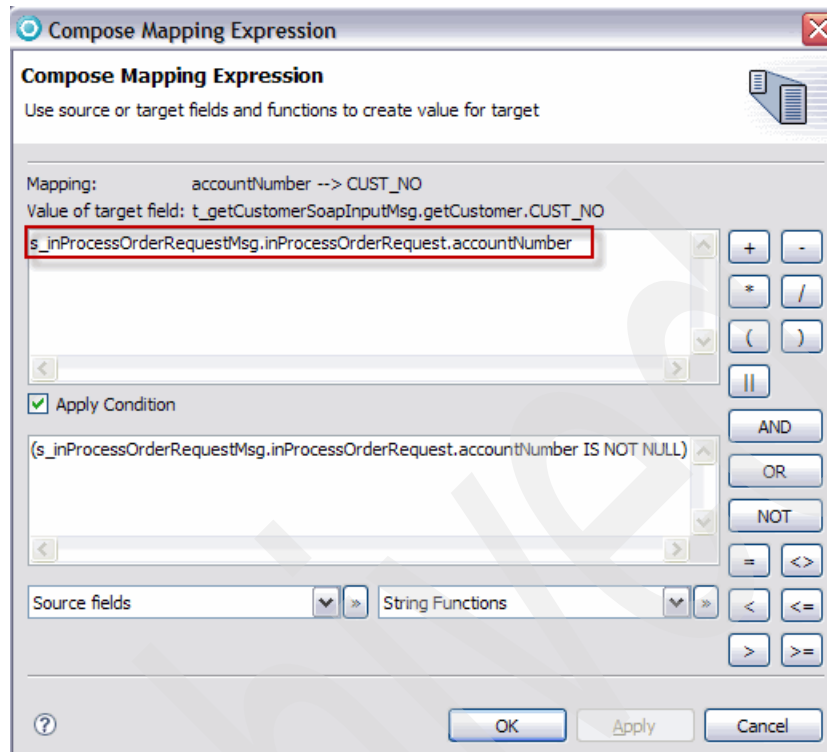 Compose Mapping Expression
Compose Mapping Expression
Use source or target fields and functions to create value for target
Mapping: accountNumber --> CUST_NO
Value of target field: t_getCustomerSoapInputMsg.getCustomer.CUST_NO
s_inProcessOrderRequestMsg.inProcessOrderRequest.accountNumber
+ -
* /
( )
||
Apply Condition
AND
(s_inProcessOrderRequestMsg.inProcessOrderRequest.accountNumber IS NOT NULL)
OR
NOT
= <>
Source fields » String Functions » < <=
> >=
? OK Apply Cancel